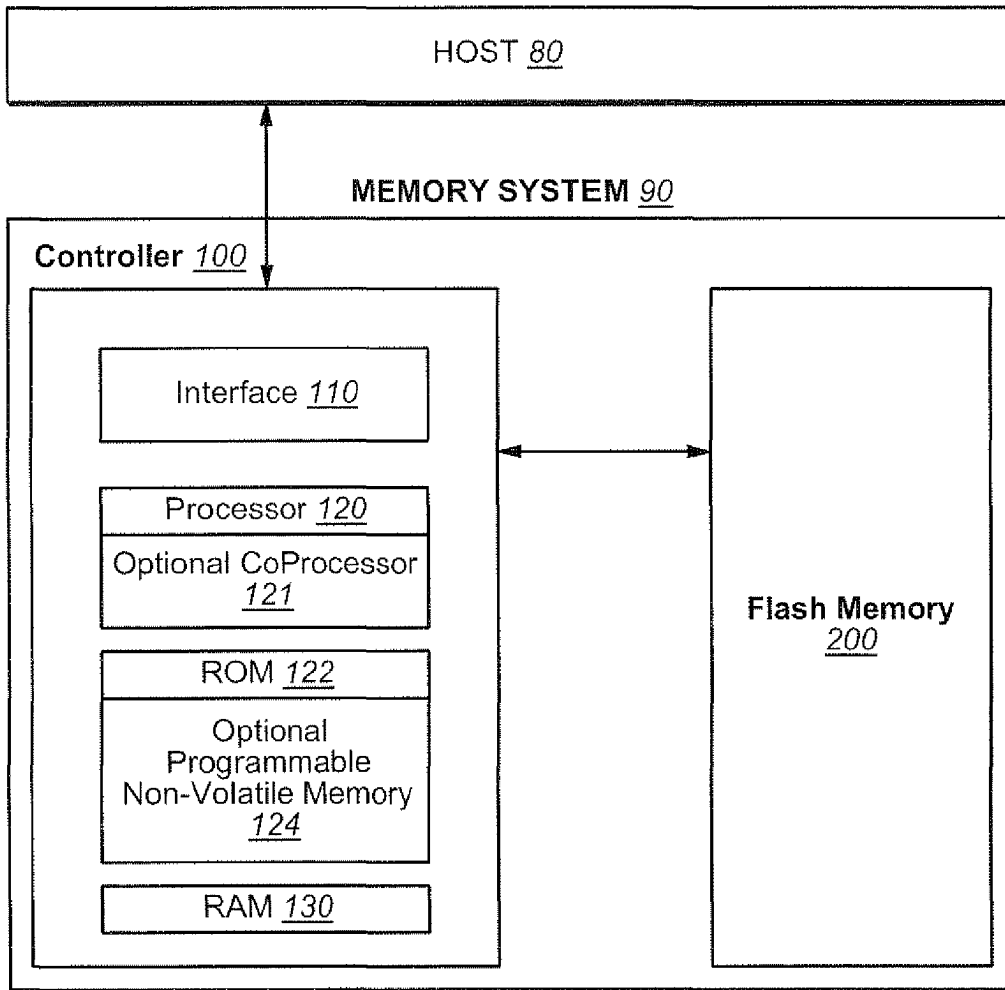 HOST 80
MEMORY SYSTEM 90
Controller 100
Interface 110
Processor 120
Optional CoProcessor
121
ROM 122
Optional
Programmable
Non-Volatile Memory
124
RAM 130
Flash Memory
200